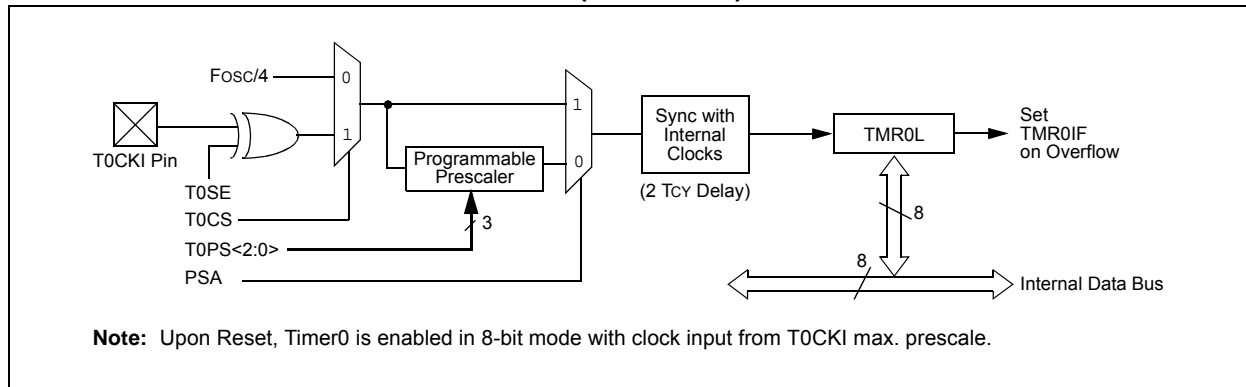 FOSC/4
0
1
T0CKI Pin
T0SE
T0CS
T0PS<2:0>
PSA
Programmable
Prescaler
3
1
0
Sync with
Internal
Clocks
(2 TCY Delay)
TMR0L
Set
TMR0IF
on Overflow
8
8
Internal Data Bus
Note: Upon Reset, Timer0 is enabled in 8-bit mode with clock input from T0CKI max. prescale.